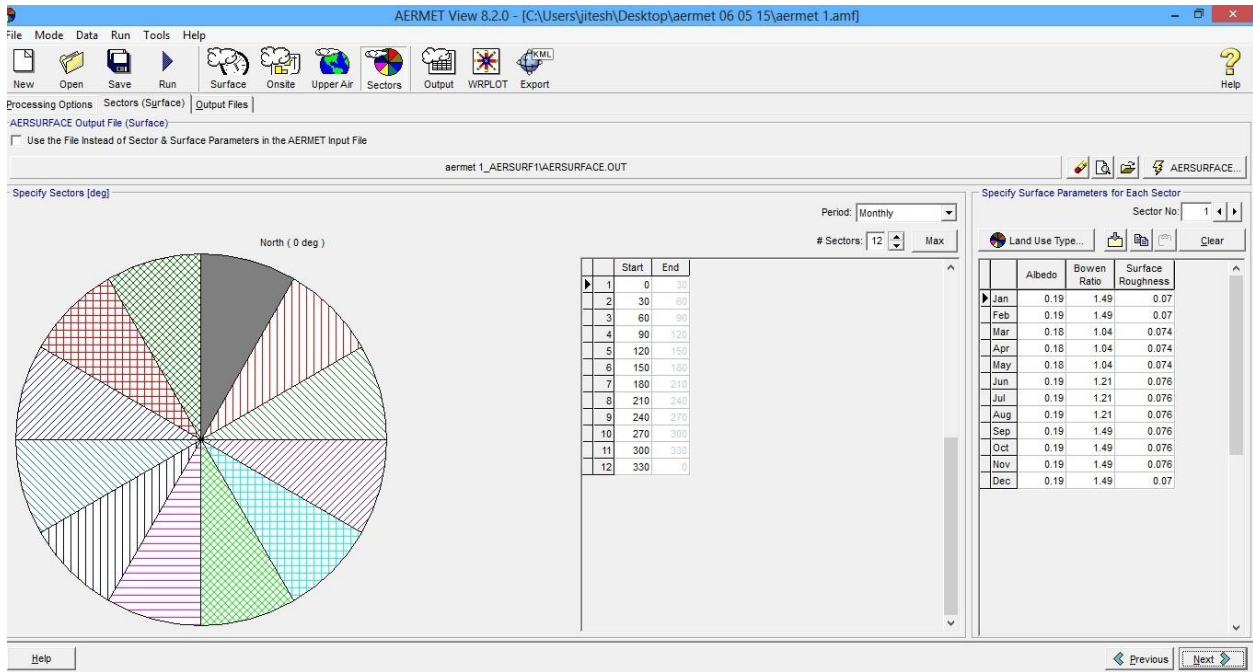 AERMET View 8.2.0 - [C:\Users\jitesh\Desktop\aermet 06 05 15\aermet 1.amf]
File Mode Data Run Tools Help
New Open Save Run Surface Onsite Upper Air Sectors Output WRPLOT Export Help
KML
Processing Options Sectors (Surface) Output Files
AERSURFACE Output File (Surface)
Use the File Instead of Sector & Surface Parameters in the AERMET Input File
aermet 1_AERSURF1\AERSURFACE.OUT
AERSURFACE...
Specify Sectors [deg]
Period: Monthly
# Sectors: 12 Max
North ( 0 deg )
Start End
1 0 30
2 30 60
3 60 90
4 90 120
5 120 150
6 150 180
7 180 210
8 210 240
9 240 270
10 270 300
11 300 330
12 330 0
Specify Surface Parameters for Each Sector
Sector No: 1
Land Use Type... Clear
Albedo Bowen Ratio Surface Roughness
Jan 0.19 1.49 0.07
Feb 0.19 1.49 0.07
Mar 0.18 1.04 0.074
Apr 0.18 1.04 0.074
May 0.18 1.04 0.074
Jun 0.19 1.21 0.076
Jul 0.19 1.21 0.076
Aug 0.19 1.21 0.076
Sep 0.19 1.49 0.076
Oct 0.19 1.49 0.076
Nov 0.19 1.49 0.076
Dec 0.19 1.49 0.07
Help Previous Next